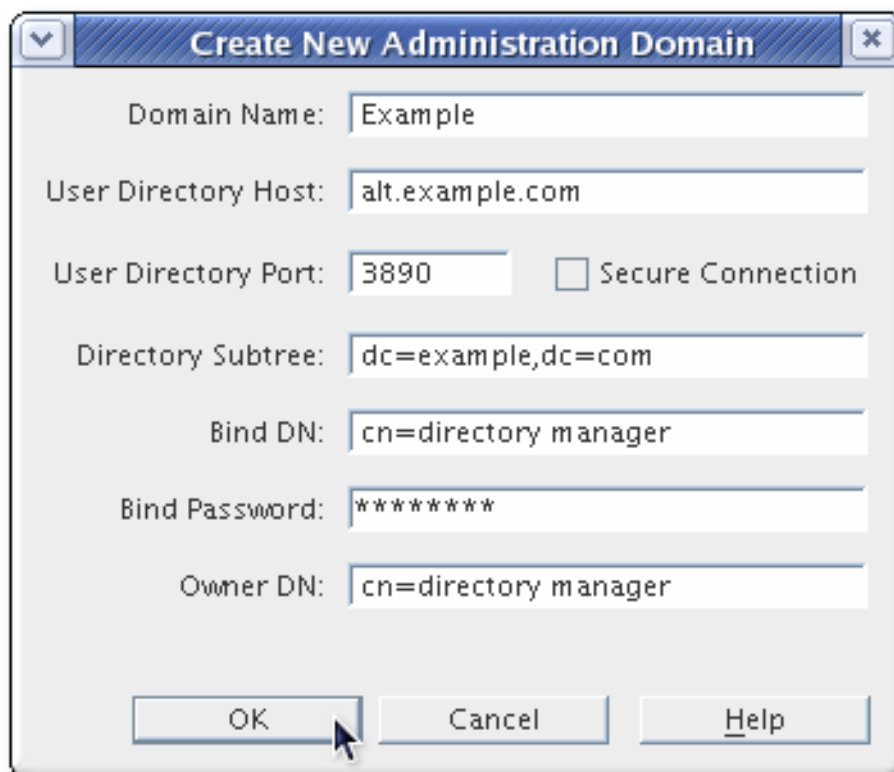 Create New Administration Domain
Domain Name: Example
User Directory Host: alt.example.com
User Directory Port: 3890 Secure Connection
Directory Subtree: dc=example,dc=com
Bind DN: cn=directory manager
Bind Password: ********
Owner DN: cn=directory manager
OK Cancel Help